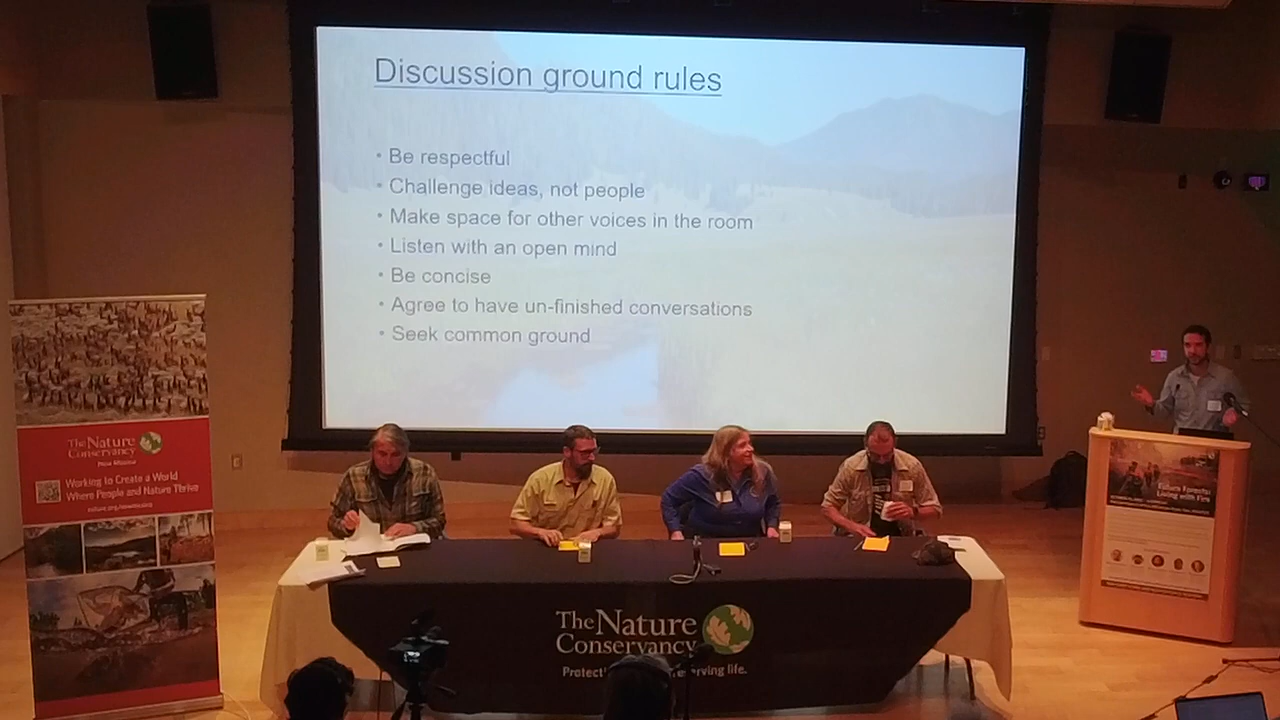 Discussion ground rules
• Be respectful
• Challenge ideas, not people
• Make space for other voices in the room
• Listen with an open mind
• Be concise
• Agree to have un-finished conversations
• Seek common ground
The Nature
Conservancy
New Mexico
Working to Create a World
Where People and Nature Thrive
The Nature
Conservancy
Future Forests:
Living with Fire